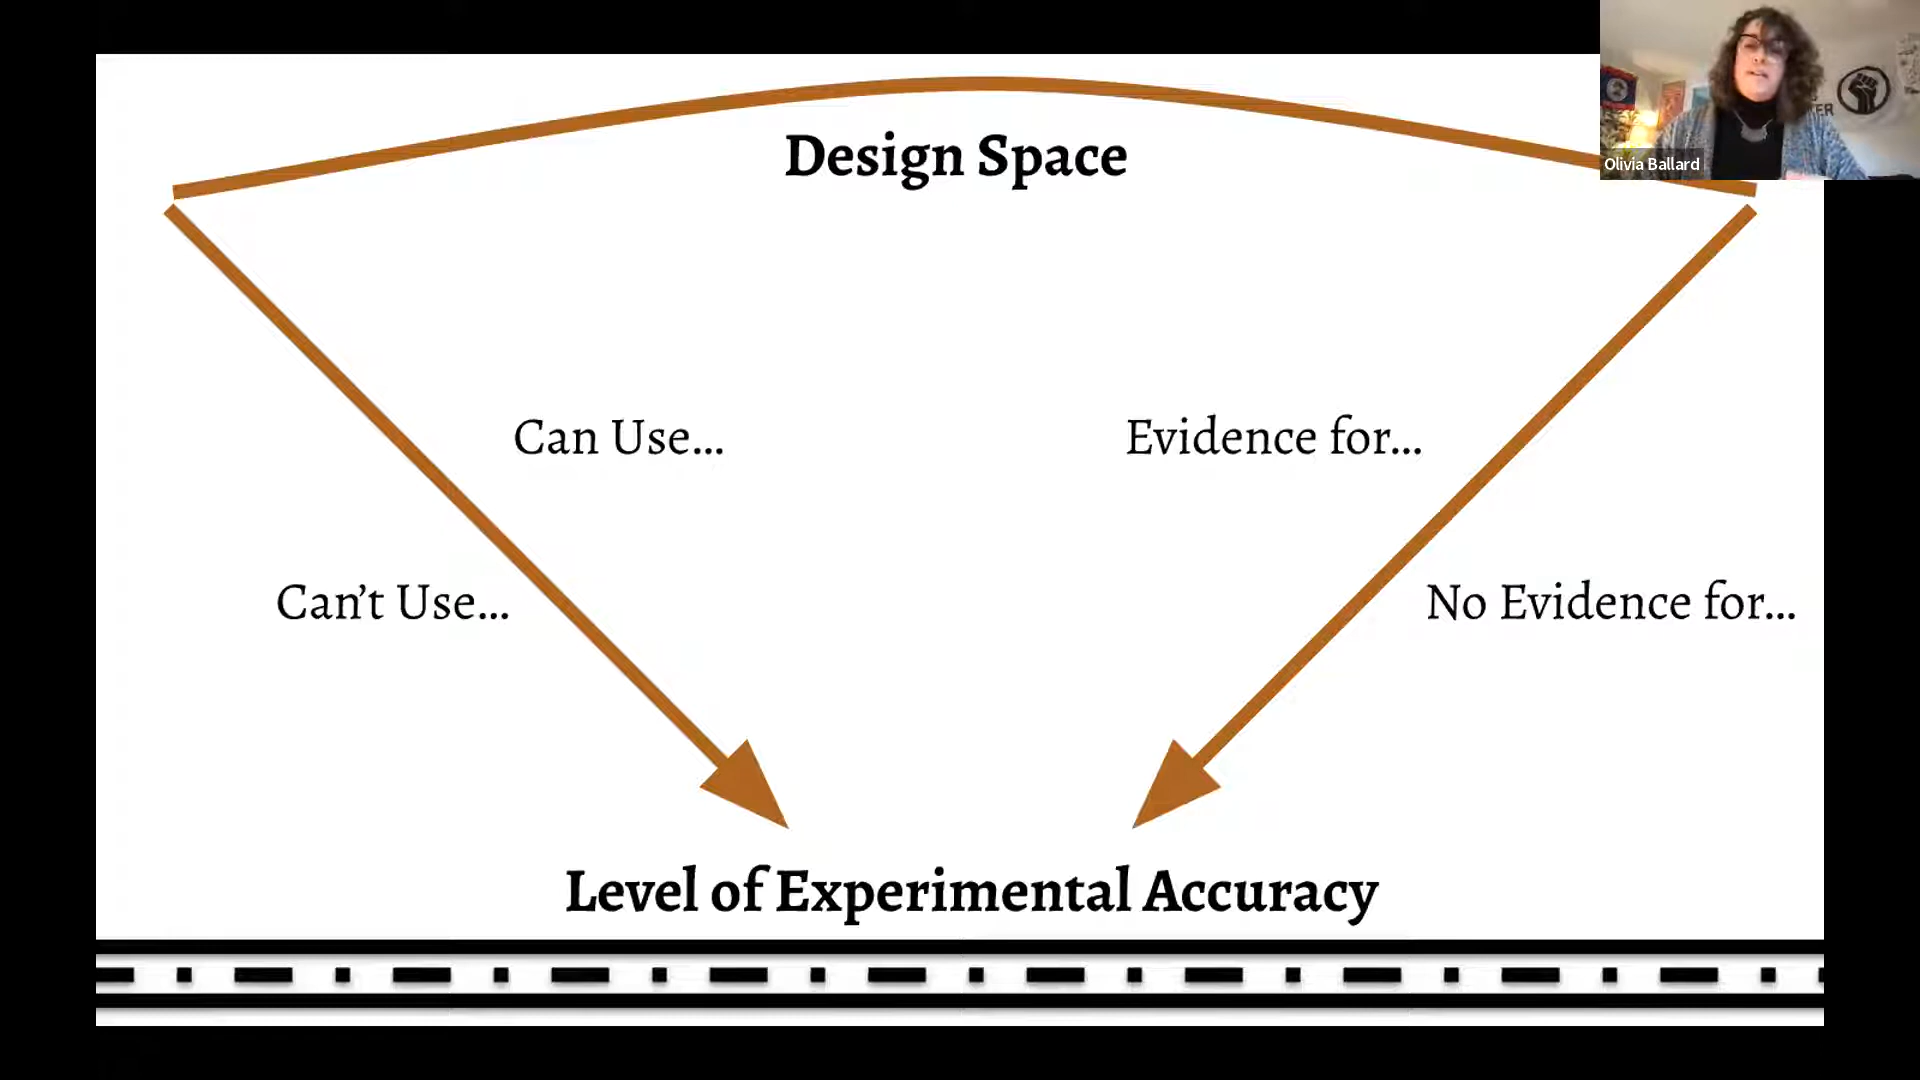 Design Space
Olivia Ballard
Can Use...
Evidence for...
Can't Use...
No Evidence for...
Level of Experimental Accuracy